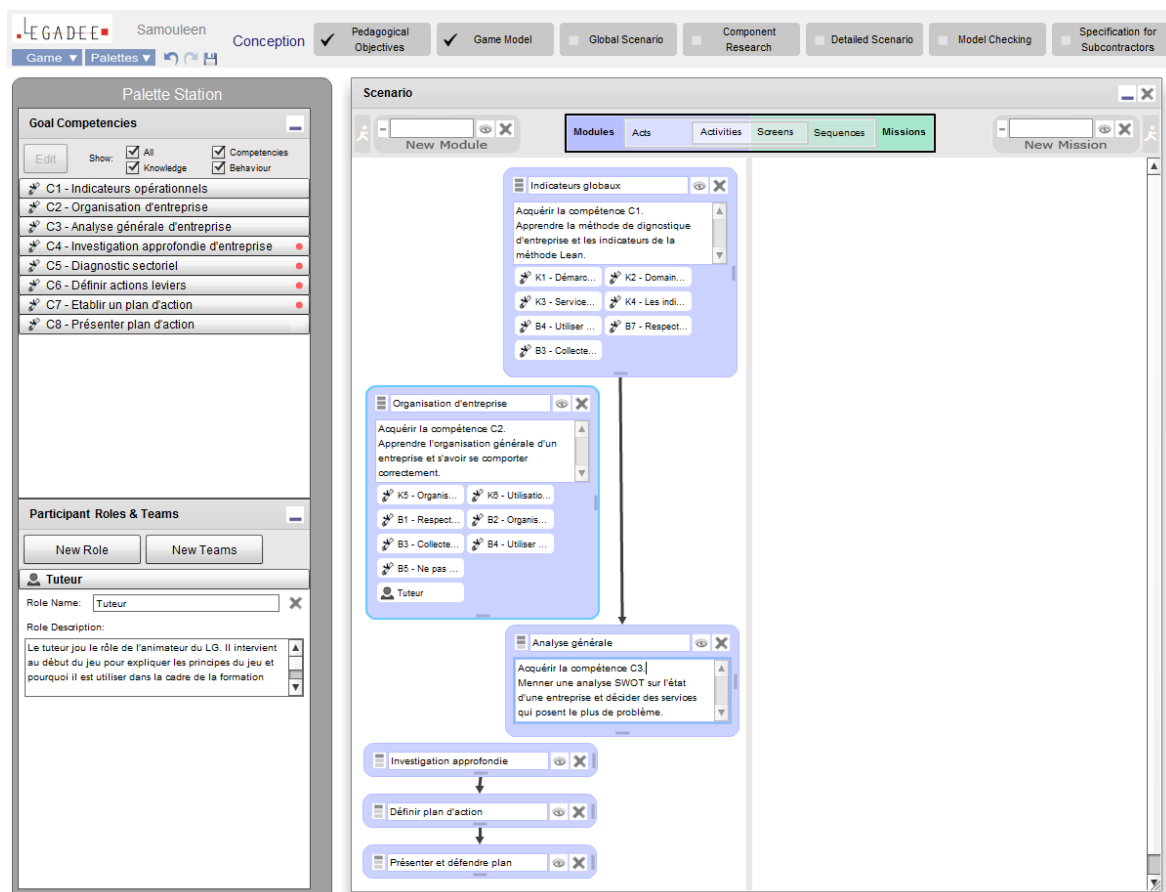 LEGADEE
Samouleen
Conception
Pedagogical
Objectives
Game Model
Global Scenario
Component
Research
Detailed Scenario
Model Checking
Specification for
Subcontractors
Game ▼
Palettes ▼
Palette Station
Goal Competencies
Edit
Show:
All
Competencies
Knowledge
Behaviour
C1 - Indicateurs opérationnels
C2 - Organisation d'entreprise
C3 - Analyse générale d'entreprise
C4 - Investigation approfondie d'entreprise
C5 - Diagnostic sectoriel
C6 - Définir actions leviers
C7 - Etablir un plan d'action
C8 - Présenter plan d'action
Participant Roles & Teams
New Role
New Teams
Tuteur
Role Name: Tuteur
Role Description:
Le tuteur jou le rôle de l'animateur du LG. Il intervient
au début du jeu pour expliquer les principes du jeu et
pourquoi il est utiliser dans la cadre de la formation
Scenario
New Module
Modules
Acts
Activities
Screens
Sequences
Missions
New Mission
Indicateurs globaux
Acquérir la compétence C1.
Apprendre la méthode de dignostique
d'entreprise et les indicateurs de la
méthode Lean.
K1 - Démarc...
K2 - Domain...
K3 - Service...
K4 - Les indi...
B4 - Utiliser ...
B7 - Respect...
B3 - Collecte...
Organisation d'entreprise
Acquérir la compétence C2.
Apprendre l'organisation générale d'un
entreprise et s'avoir se comporter
correctement.
K5 - Organis...
K6 - Utilisatio...
B1 - Respect...
B2 - Organis...
B3 - Collecte...
B4 - Utiliser ...
B5 - Ne pas ...
Tuteur
Analyse générale
Acquérir la compétence C3.
Menner une analyse SWOT sur l'état
d'une entreprise et décider des services
qui posent le plus de problème.
Investigation approfondie
Définir plan d'action
Présenter et défendre plan